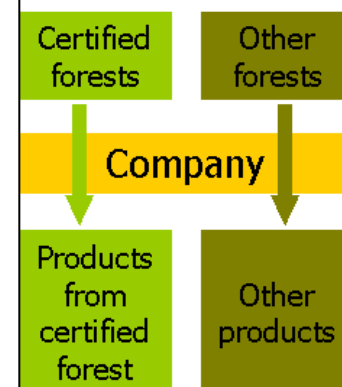 Certified
forests
Other
forests
Company
Products
from
certified
forest
Other
products